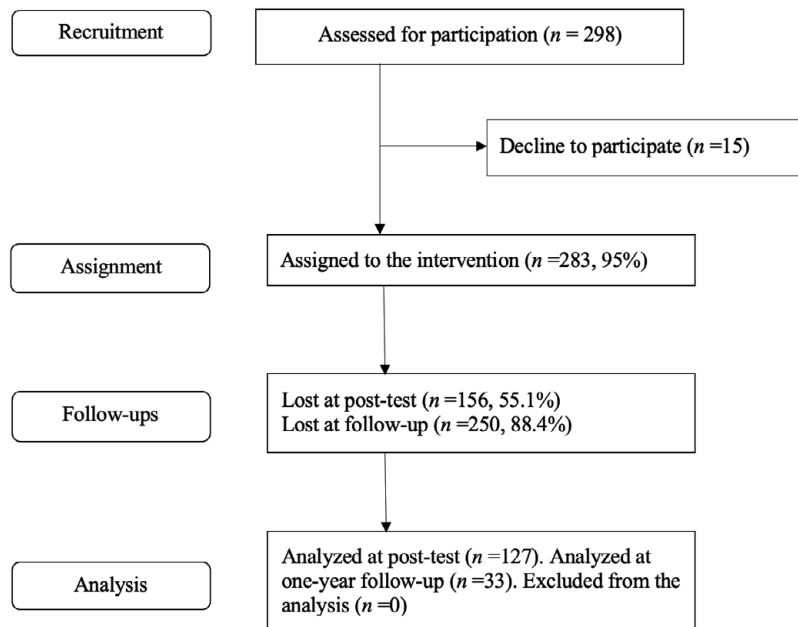 Recruitment
Assessed for participation (n = 298)
Decline to participate (n =15)
Assignment
Assigned to the intervention (n =283, 95%)
Follow-ups
Lost at post-test (n =156, 55.1%)
Lost at follow-up (n =250, 88.4%)
Analysis
Analyzed at post-test (n =127). Analyzed at
one-year follow-up (n =33). Excluded from the
analysis (n =0)